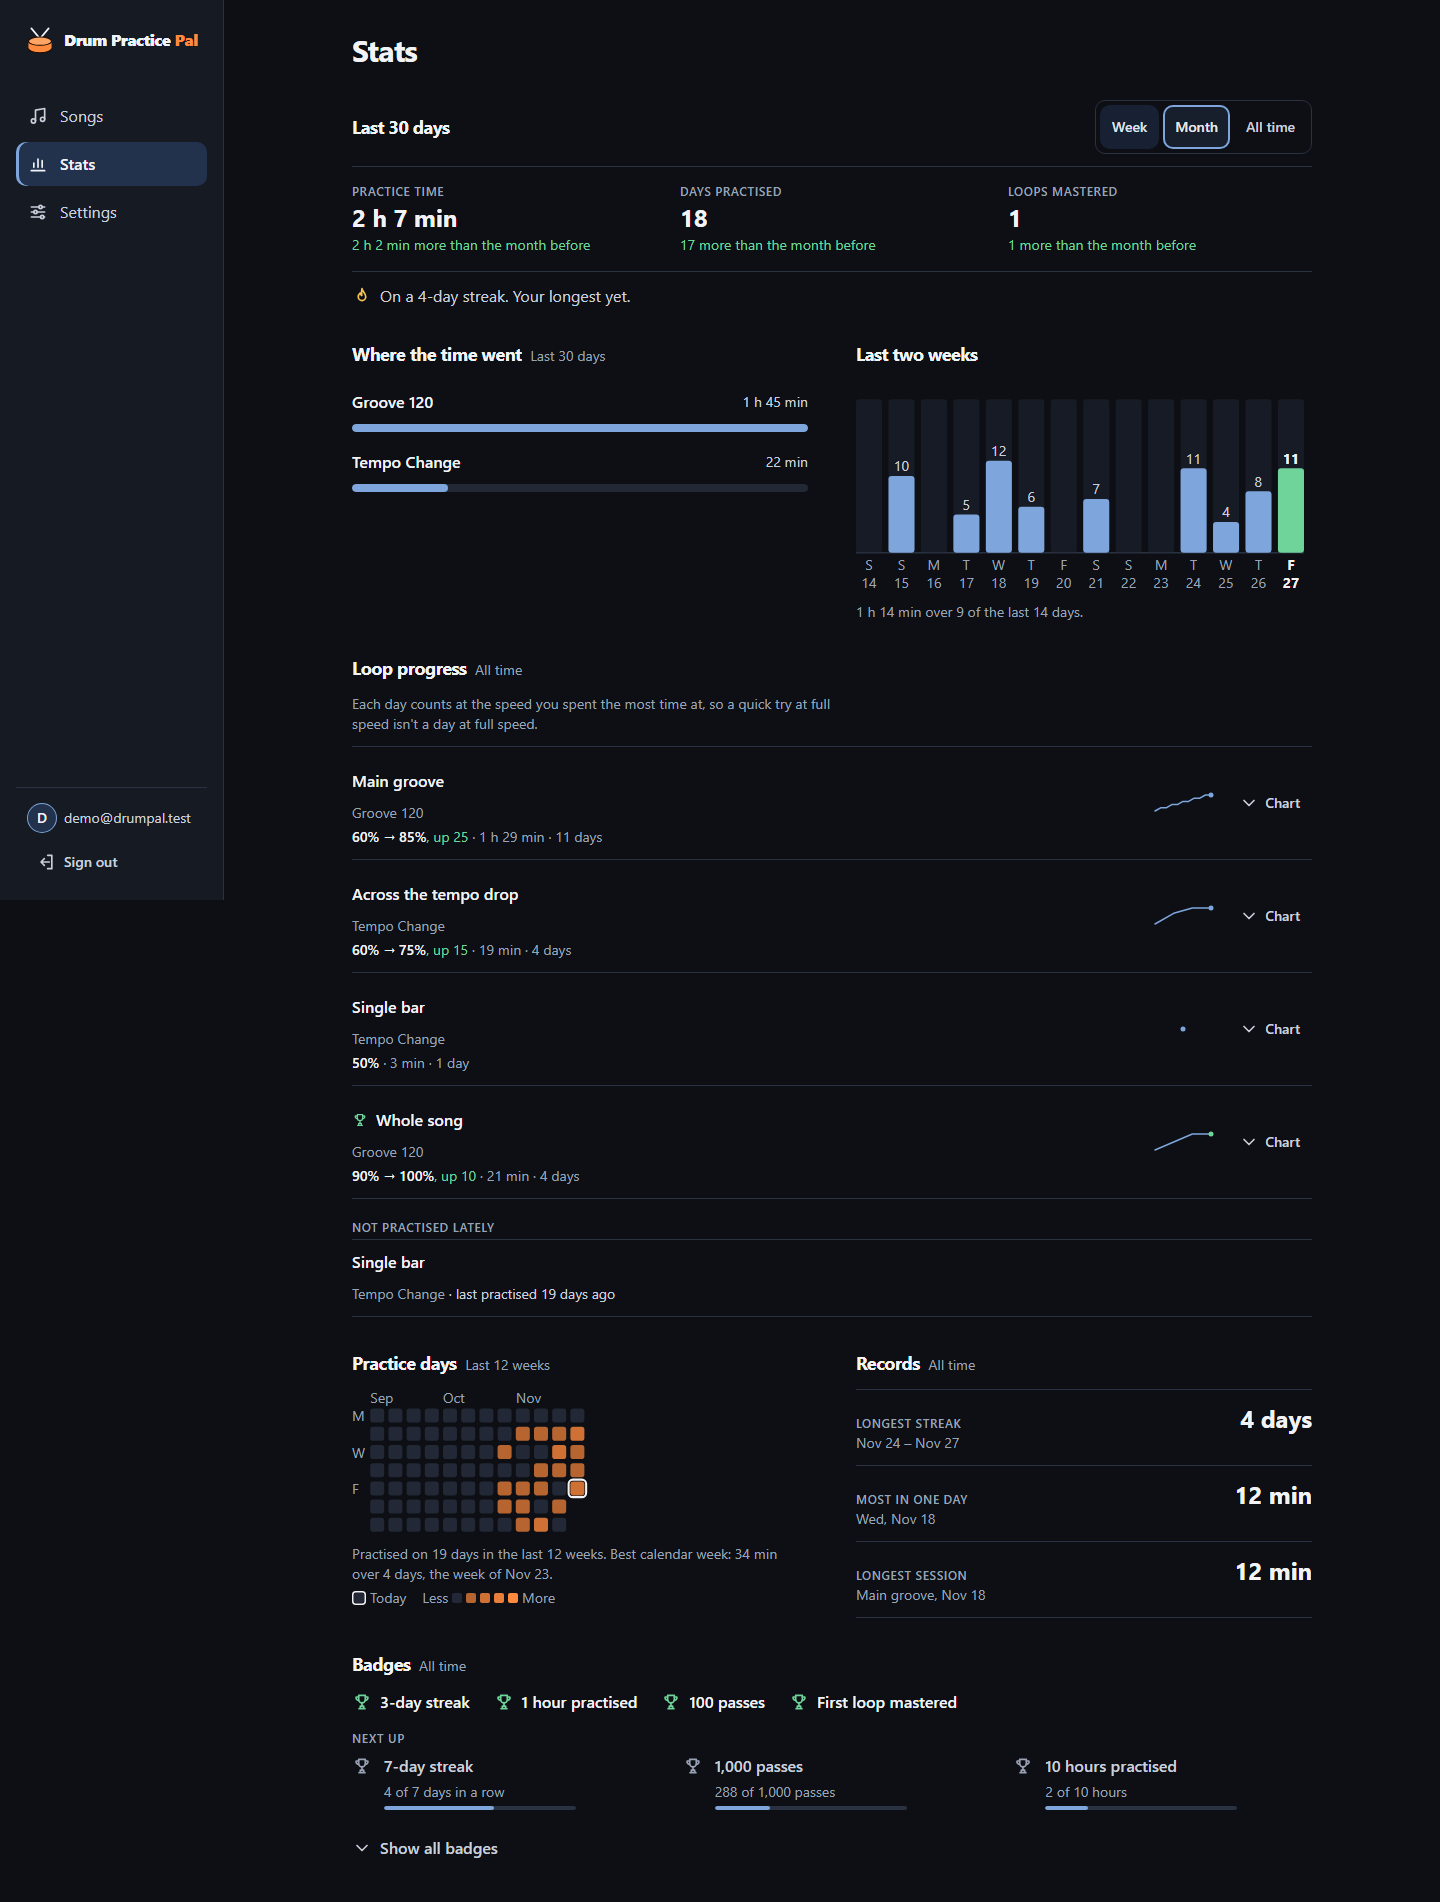 Drum Practice Pal
Songs
Stats
Settings
demo@drumpal.test
D
Sign out
Stats
Last 30 days
Week Month All time
PRACTICE TIME
2 h 7 min
2 h 2 min more than the month before
DAYS PRACTISED
18
17 more than the month before
LOOPS MASTERED
1
1 more than the month before
On a 4-day streak. Your longest yet.
Where the time went Last 30 days
Groove 120 1 h 45 min
Tempo Change 22 min
Last two weeks
10 5 12 6 7 11 4 8 11
S S M T W T F S S M T W T F
14 15 16 17 18 19 20 21 22 23 24 25 26 27
1 h 14 min over 9 of the last 14 days.
Loop progress All time
Each day counts at the speed you spent the most time at, so a quick try at full
speed isn't a day at full speed.
Main groove
Groove 120
60% → 85%, up 25 · 1 h 29 min · 11 days
Chart
Across the tempo drop
Tempo Change
60% → 75%, up 15 · 19 min · 4 days
Chart
Single bar
Tempo Change
50% · 3 min · 1 day
Chart
Whole song
Groove 120
90% → 100%, up 10 · 21 min · 4 days
Chart
NOT PRACTISED LATELY
Single bar
Tempo Change · last practised 19 days ago
Practice days Last 12 weeks
Sep Oct Nov
M
W
F
Practised on 19 days in the last 12 weeks. Best calendar week: 34 min
over 4 days, the week of Nov 23.
Today Less More
Records All time
LONGEST STREAK
Nov 24 – Nov 27
4 days
MOST IN ONE DAY
Wed, Nov 18
12 min
LONGEST SESSION
Main groove, Nov 18
12 min
Badges All time
3-day streak 1 hour practised 100 passes First loop mastered
NEXT UP
7-day streak
4 of 7 days in a row
1,000 passes
288 of 1,000 passes
10 hours practised
2 of 10 hours
Show all badges